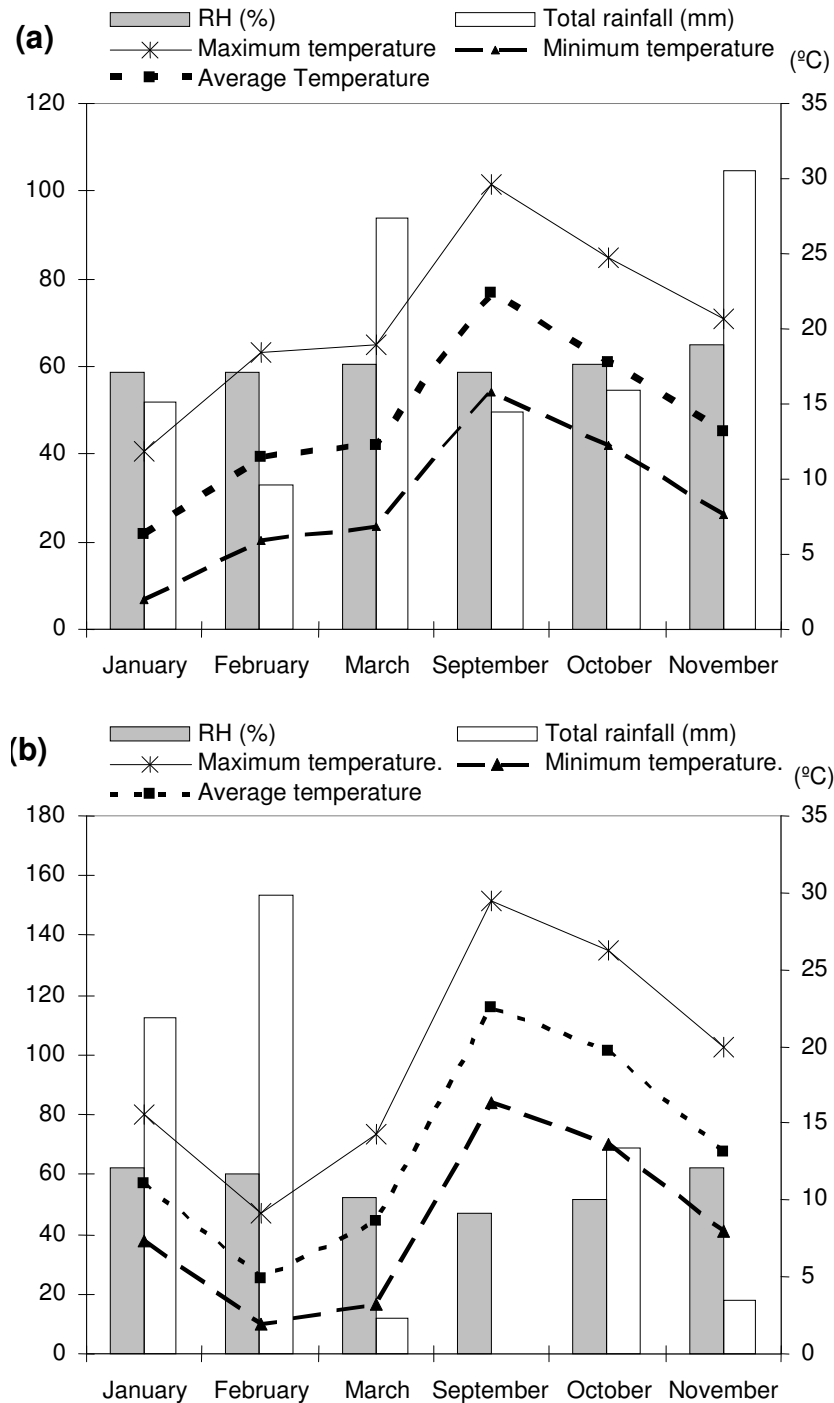 (a)
RH (%) Total rainfall (mm)
Maximum temperature Minimum temperature
Average Temperature
(ºC)
120 35
100 30
80 25
60 20
40 15
20 10
0 5
0
January February March September October November
(b)
RH (%) Total rainfall (mm)
Maximum temperature. Minimum temperature.
Average temperature
(ºC)
180 35
160 30
140 25
120 20
100 15
80 10
60 5
40 0
20
0
January February March September October November